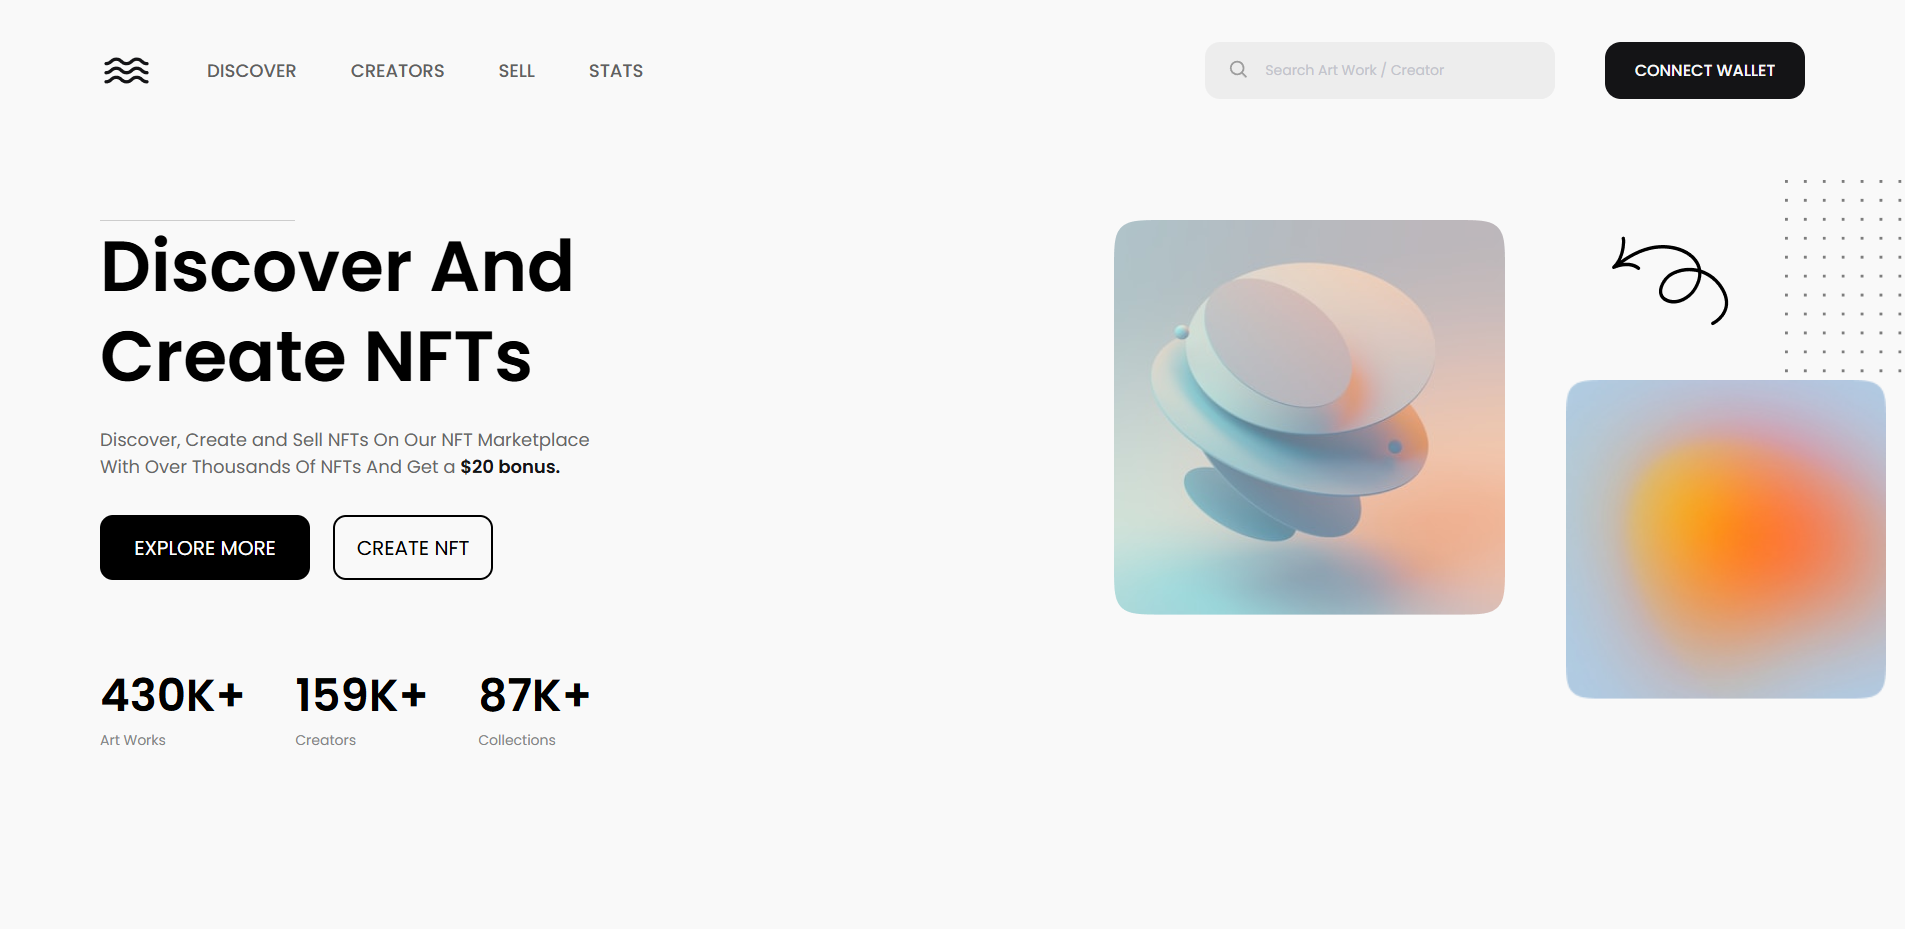 DISCOVER CREATORS SELL STATS Search Art Work / Creator CONNECT WALLET
Discover And
Create NFTs
Discover, Create and Sell NFTs On Our NFT Marketplace
With Over Thousands Of NFTs And Get a $20 bonus.
EXPLORE MORE CREATE NFT
430K+ 159K+ 87K+
Art Works Creators Collections